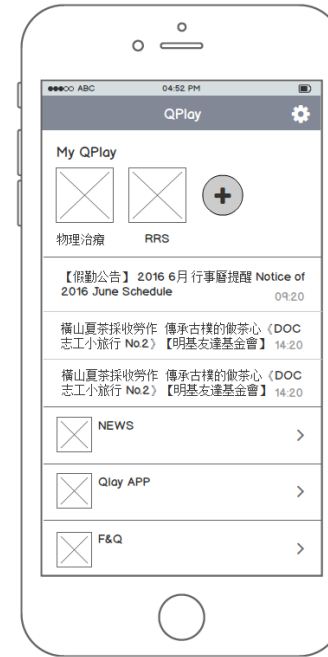 ABC 04:52 PM
QPlay
My QPlay
物理治療 RRS
【假勤公告】 2016 6月 行事曆提醒 Notice of
2016 June Schedule 09:20
橫山夏茶採收勞作 傳承古樸的做茶心《DOC
志工小旅行 No.2》【明基友達基金會】 14:20
橫山夏茶採收勞作 傳承古樸的做茶心《DOC
志工小旅行 No.2》【明基友達基金會】 14:20
NEWS
Qlay APP
F&Q